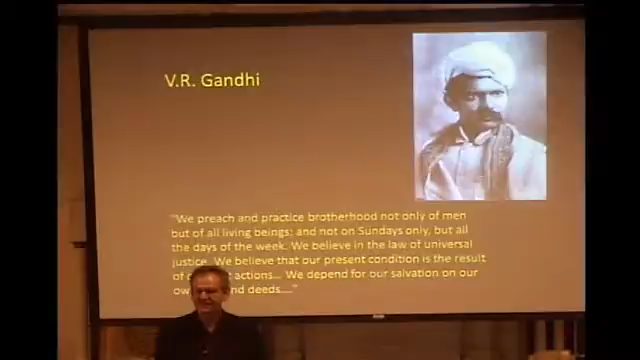 V.R. Gandhi
"We preach and practice brotherhood not only of men
but of all living beings; and not on Sundays only, but all
the days of the week. We believe in the law of universal
justice. We believe that our present condition is the result
of actions... We depend for our salvation on our
nd deeds...."